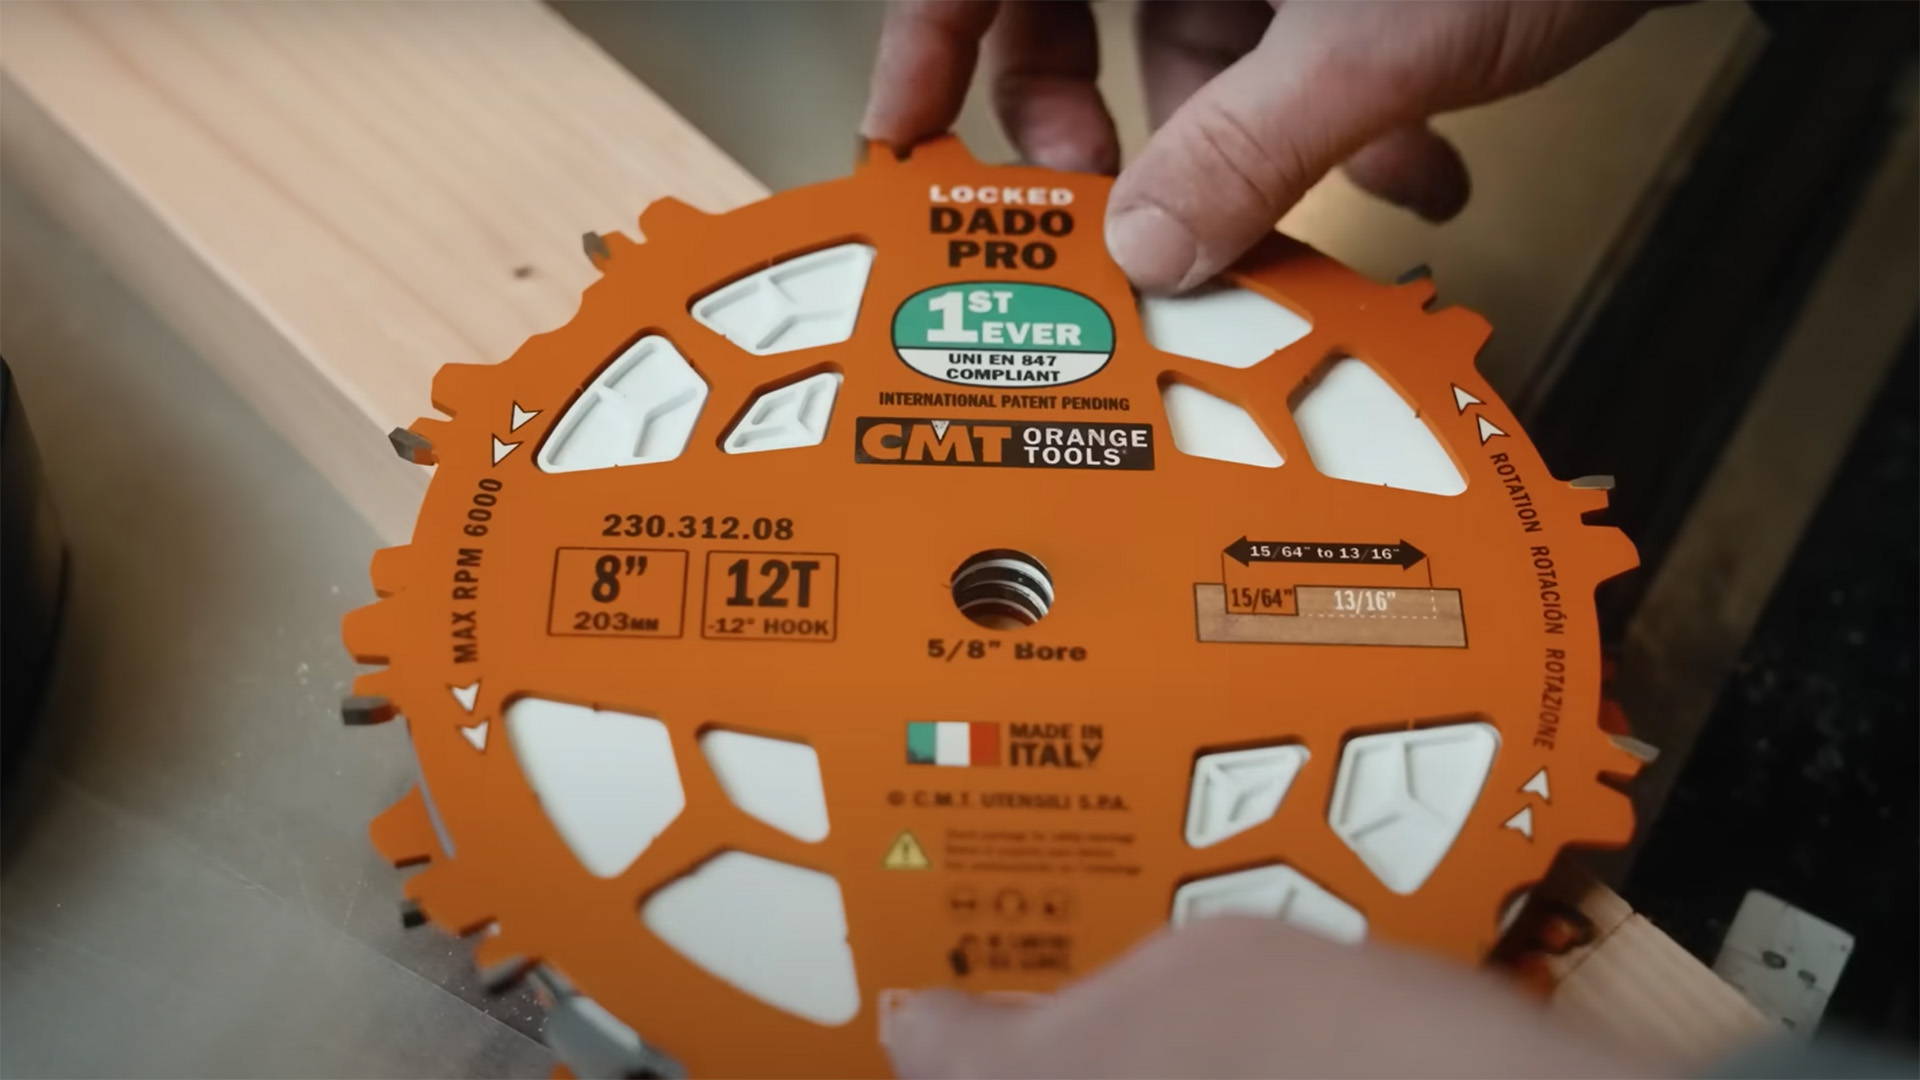 LOCKED
DADO
PRO
1ST
EVER
UNI EN 847
COMPLIANT
INTERNATIONAL PATENT PENDING
CMT ORANGE
TOOLS
MAX RPM 6000
ROTATION ROTACIÓN ROTAZIONE
230.312.08
8”
203MM
12T
-12° HOOK
5/8” Bore
15/64” to 13/16”
15/64” 13/16”
MADE IN
ITALY
© C.M.T. UTENSILI S.P.A.